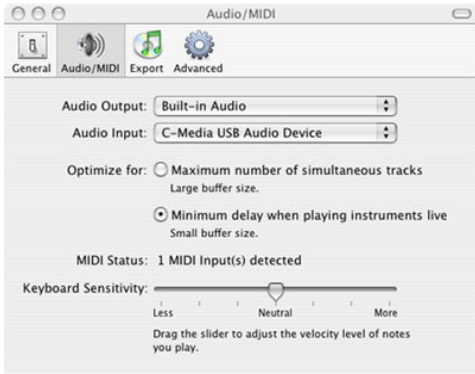 Audio/MIDI
General Audio/MIDI Export Advanced
Audio Output: Built-in Audio
Audio Input: C-Media USB Audio Device
Optimize for: Maximum number of simultaneous tracks
Large buffer size.
Minimum delay when playing instruments live
Small buffer size.
MIDI Status: 1 MIDI Input(s) detected
Keyboard Sensitivity:
Less Neutral More
Drag the slider to adjust the velocity level of notes
you play.